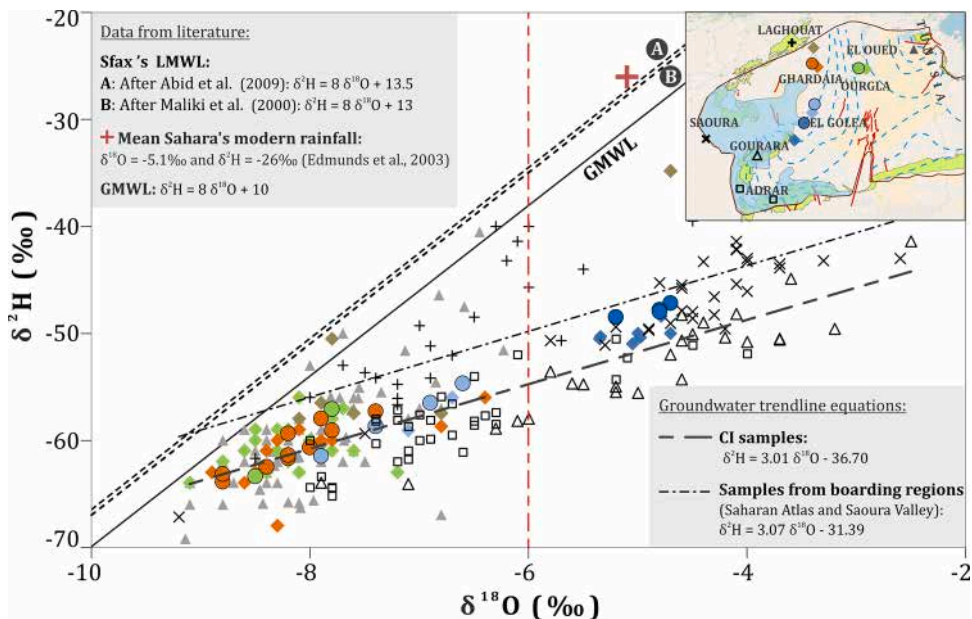 Data from literature:
Sfax's LMWL:
A: After Abid et al. (2009): δ²H = 8 δ¹⁸O + 13.5
B: After Maliki et al. (2000): δ²H = 8 δ¹⁸O + 13
Mean Sahara's modern rainfall:
δ¹⁸O = -5.1‰ and δ²H = -26‰ (Edmunds et al., 2003)
GMWL: δ²H = 8 δ¹⁸O + 10
A
B
GMWL
LAGHOUAT
EL OUED
TUNISIA
GHARDAIA
OURGLA
SAOURA
EL GOLEA
GOURARA
ADRAR
Groundwater trendline equations:
CI samples:
δ²H = 3.01 δ¹⁸O - 36.70
Samples from boarding regions
(Saharan Atlas and Saoura Valley):
δ²H = 3.07 δ¹⁸O - 31.39
δ²H (‰)
-20
-30
-40
-50
-60
-70
-10
-8
-6
-4
-2
δ¹⁸O (‰)